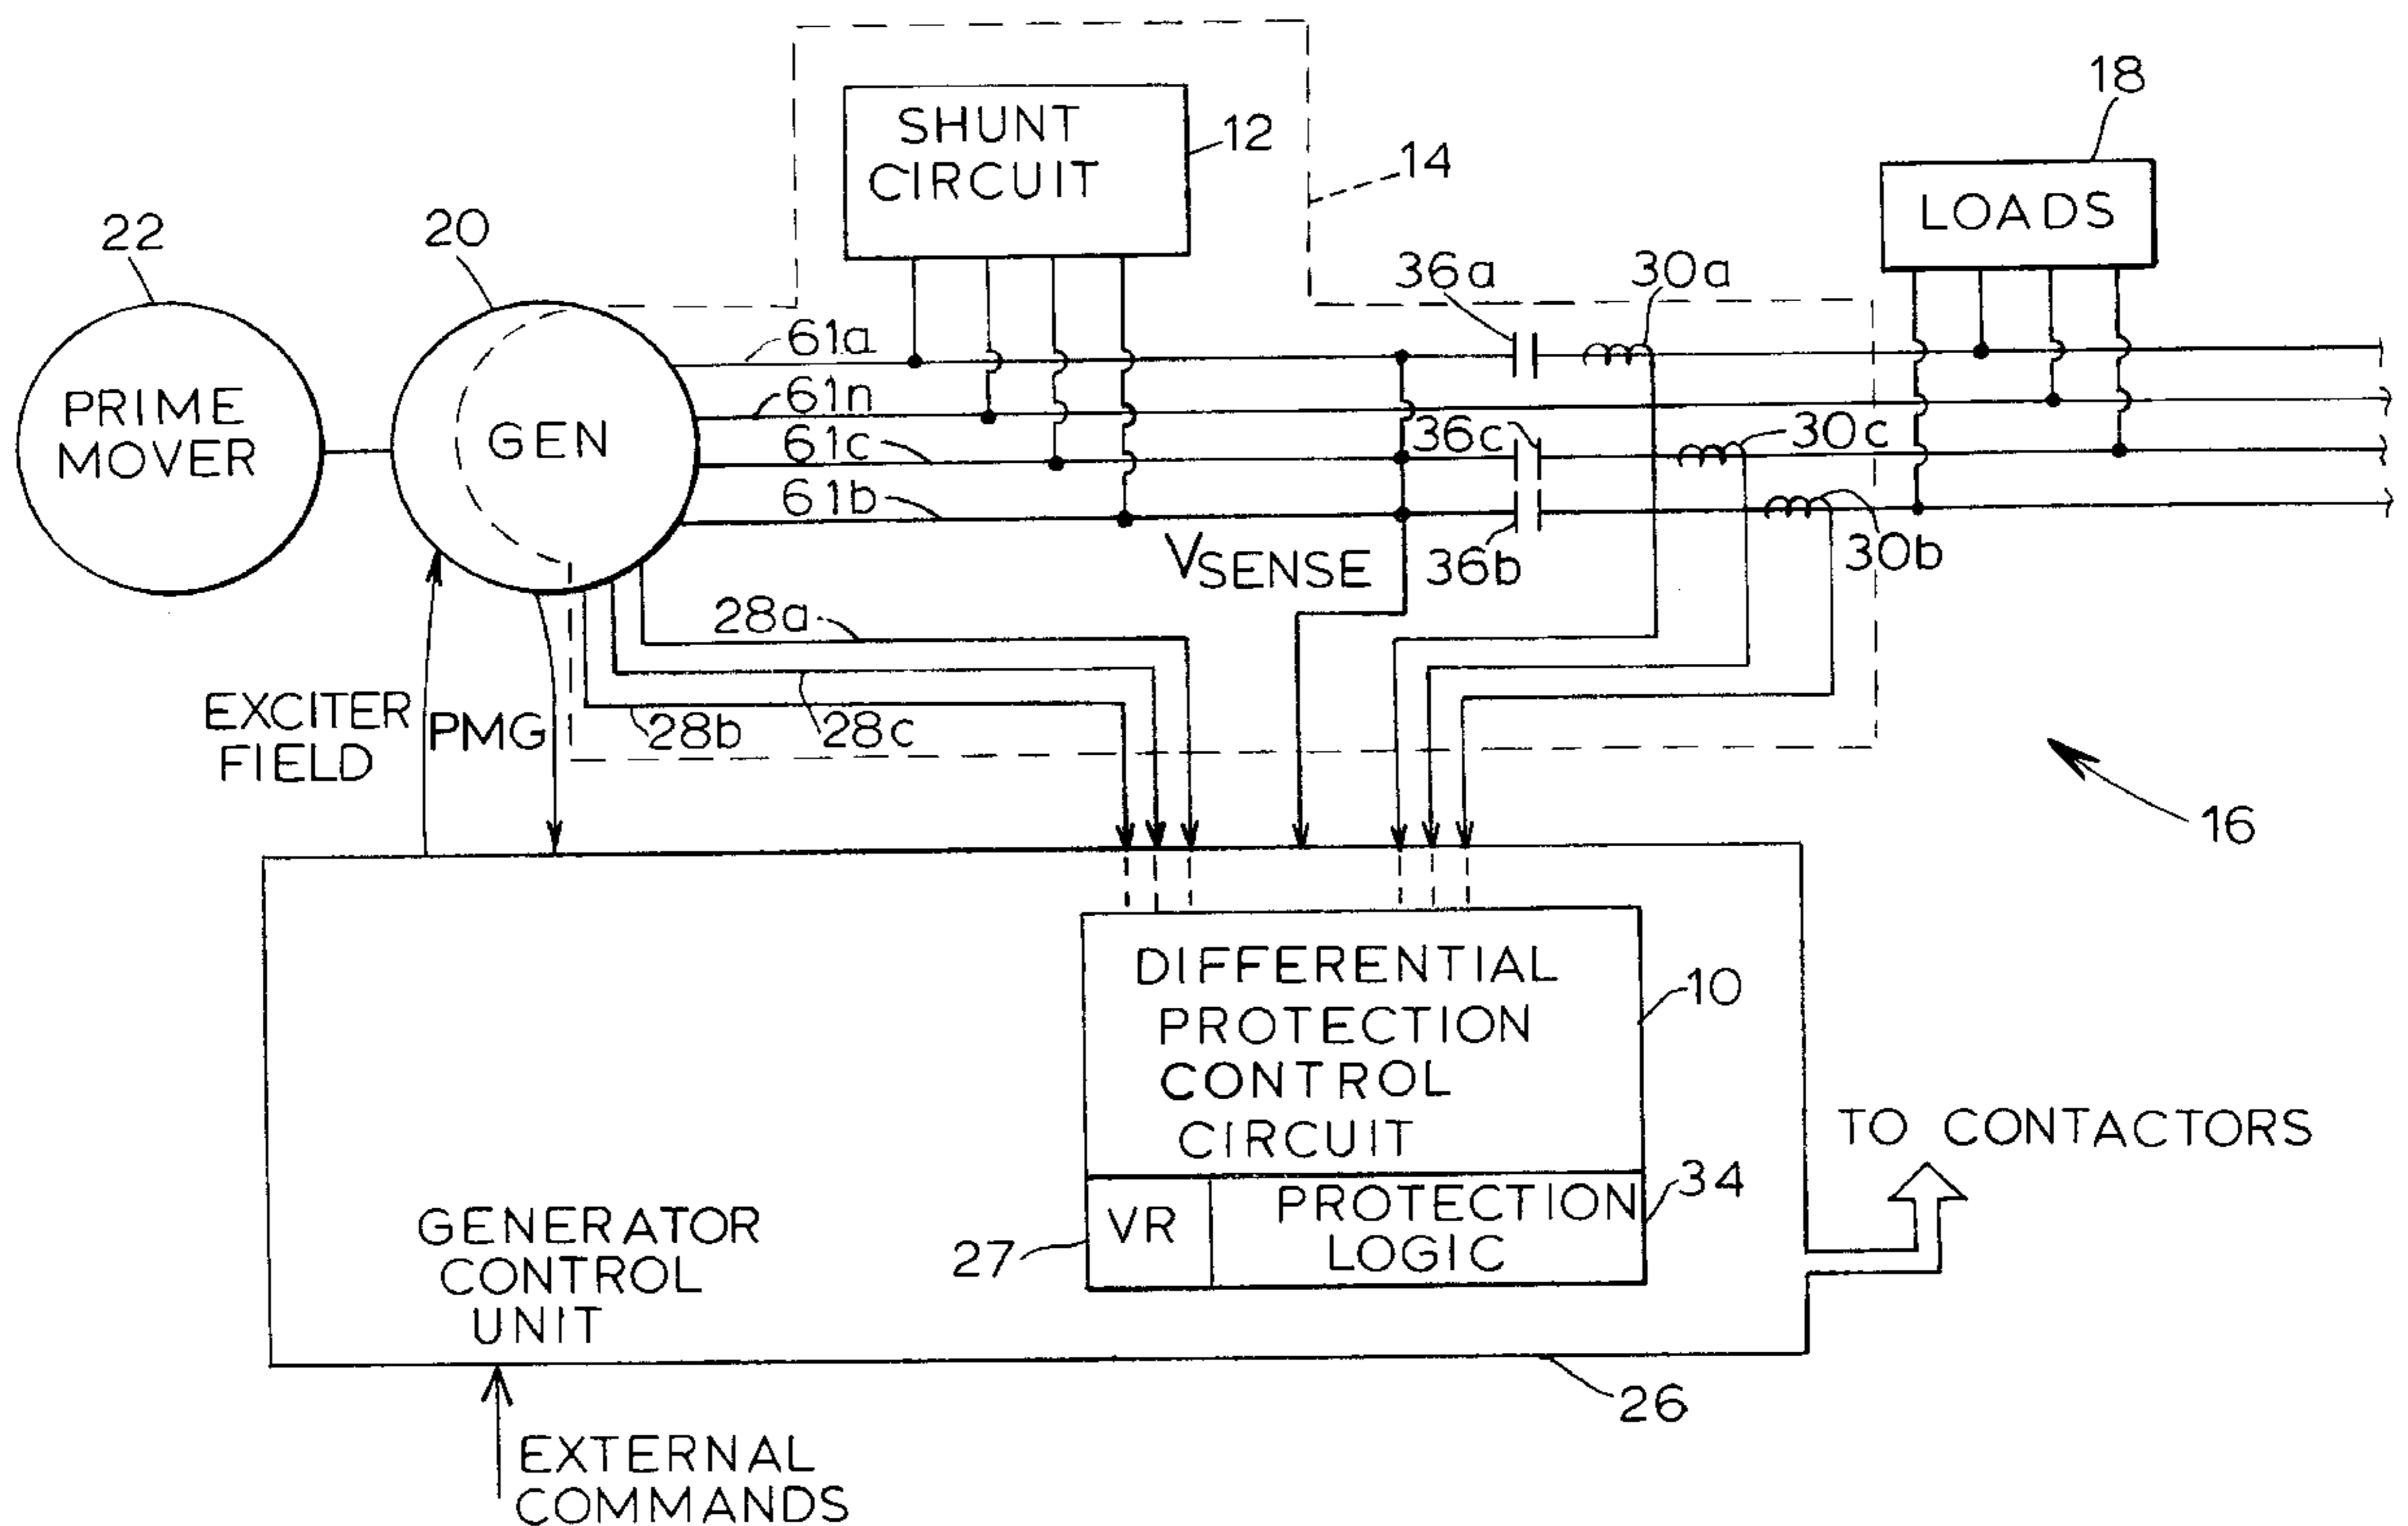 18
SHUNT
CIRCUIT
12
14
LOADS
22
20
36a
30a
61a
PRIME
MOVER
GEN
61n
61c
36c
30c
61b
VSENSE
36b
30b
28a
EXCITER
FIELD
PMG
28b
28c
16
DIFFERENTIAL
PROTECTION
CONTROL
CIRCUIT
10
TO CONTACTORS
34
GENERATOR
CONTROL
UNIT
27
VR
PROTECTION
LOGIC
26
EXTERNAL
COMMANDS